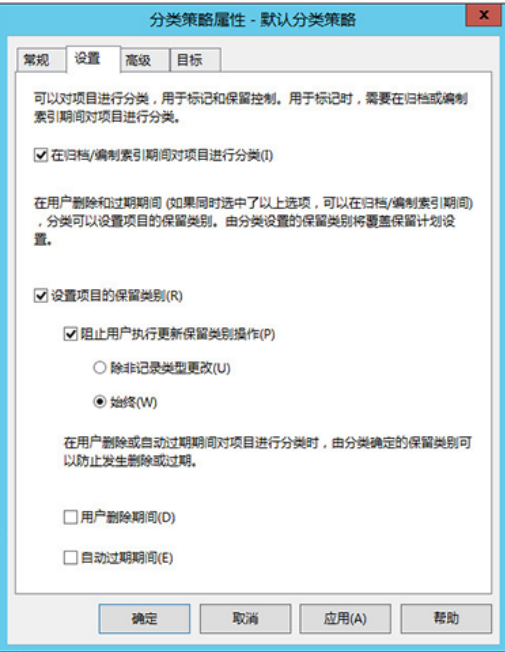 分类策略属性 - 默认分类策略
x
常规 设置 高级 目标
可以对项目进行分类，用于标记和保留控制。用于标记时，需要在归档或编制
索引期间对项目进行分类。
在归档/编制索引期间对项目进行分类(I)
在用户删除和过期期间 (如果同时选中了以上选项，可以在归档/编制索引期间)
，分类可以设置项目的保留类别。由分类设置的保留类别将覆盖保留计划设
置。
设置项目的保留类别(R)
阻止用户执行更新保留类别操作(P)
除非记录类型更改(U)
始终(W)
在用户删除或自动过期期间对项目进行分类时，由分类确定的保留类别可
以防止发生删除或过期。
用户删除期间(D)
自动过期期间(E)
确定 取消 应用(A) 帮助